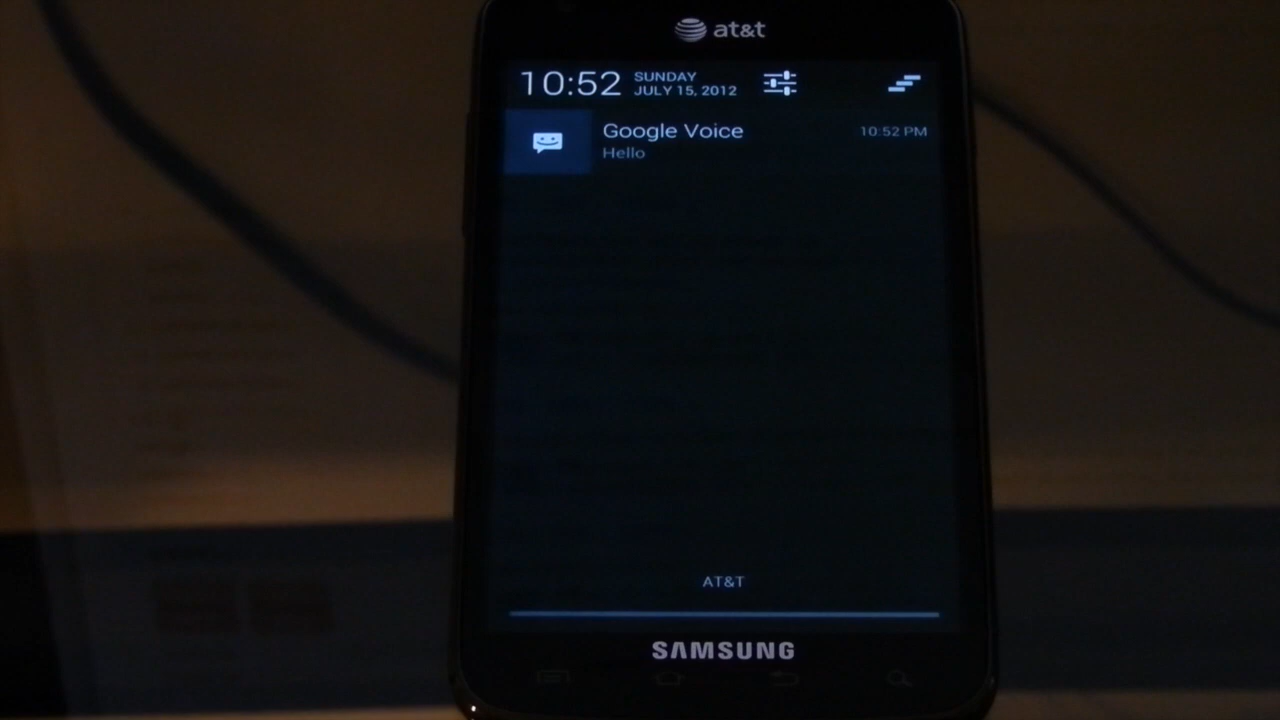 at&t
10:52
SUNDAY
JULY 15, 2012
Google Voice
10:52 PM
Hello
AT&T
SAMSUNG